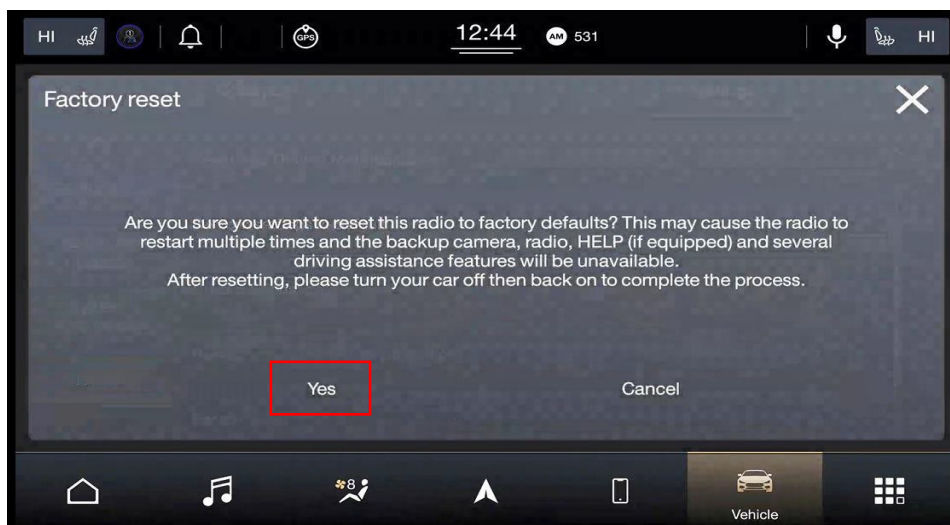 HI
GPS
12:44
AM 531
HI
Factory reset
Are you sure you want to reset this radio to factory defaults? This may cause the radio to
restart multiple times and the backup camera, radio, HELP (if equipped) and several
driving assistance features will be unavailable.
After resetting, please turn your car off then back on to complete the process.
Yes
Cancel
8
Vehicle